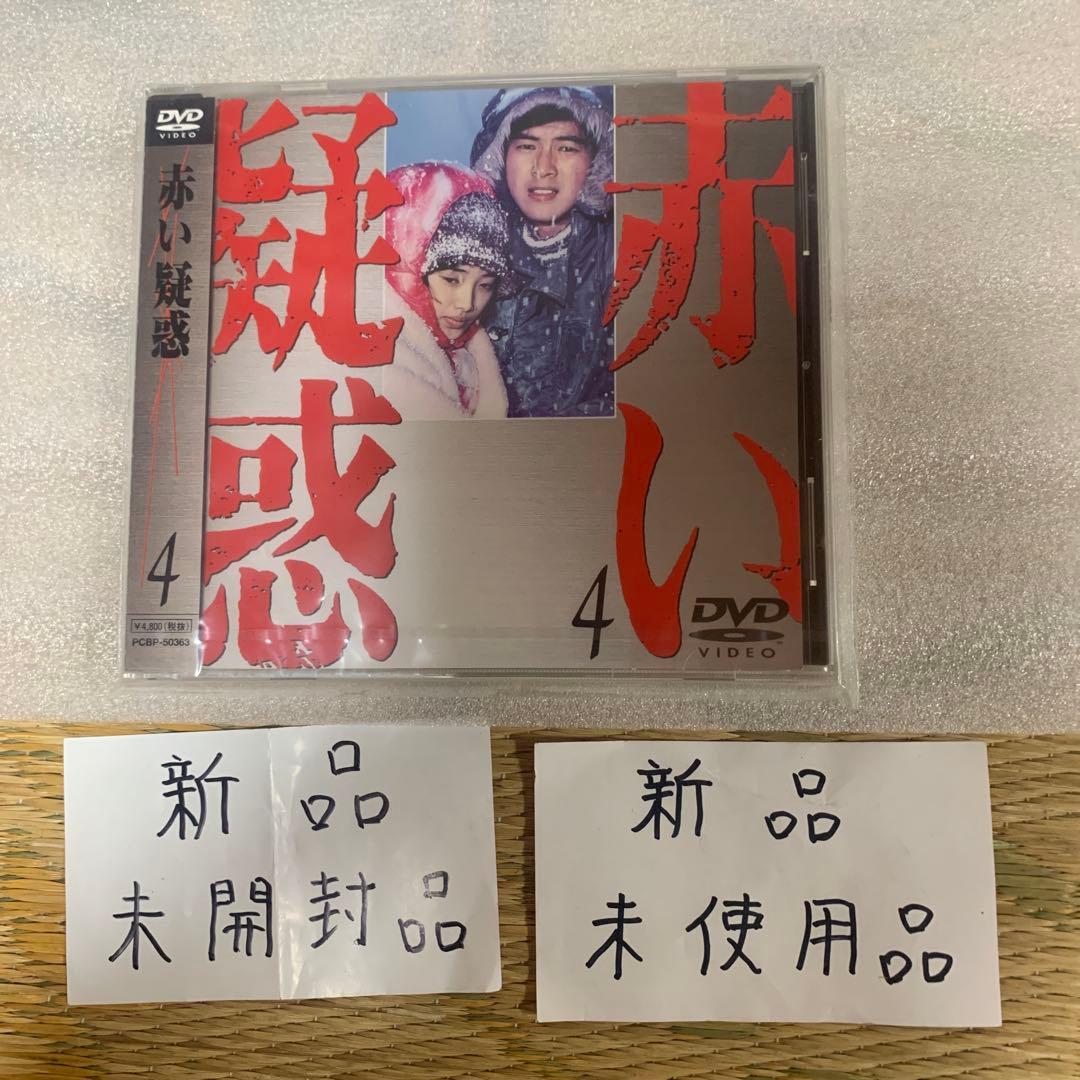 DVD
VIDEO
赤い疑惑
4
¥4,800(税抜)
PCBP-50363
赤い
疑惑
4
DVD
VIDEO
新品
未開封品
新品
未使用品